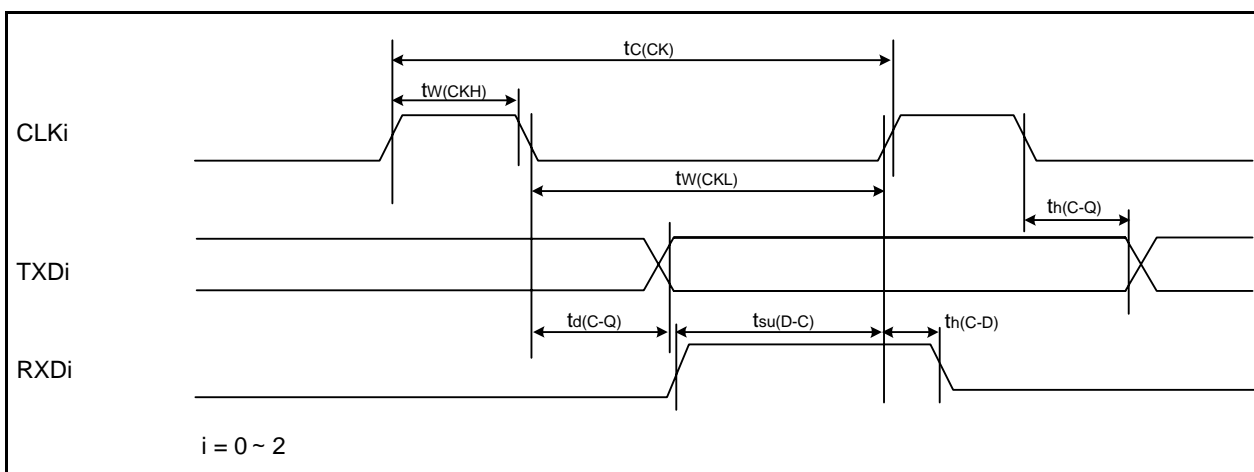 tC(CK)
tW(CKH)
CLKi
tW(CKL)
th(C-Q)
TXDi
td(C-Q) tsu(D-C) th(C-D)
RXDi
i = 0 ~ 2